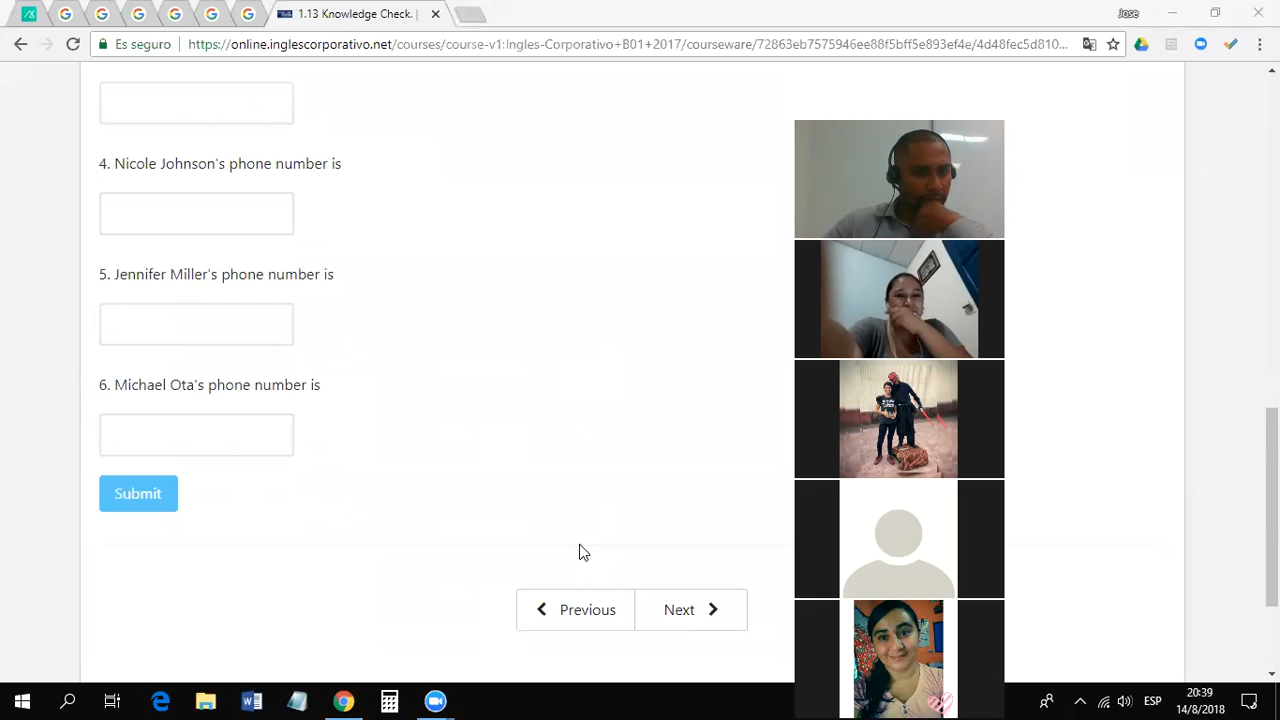 1.13 Knowledge Check. |
Jose
Es seguro
https://online.inglescorporativo.net/courses/course-v1:Ingles-Corporativo+B01+2017/courseware/72863eb7575946ee88f5bff5e893ef4e/4d48fec5d810...
4. Nicole Johnson's phone number is
5. Jennifer Miller's phone number is
6. Michael Ota's phone number is
Submit
Previous
Next
ESP
20:39
14/8/2018